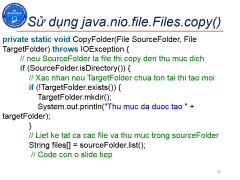 Sử dụng java.nio.file.Files.copy()
private static void CopyFolder(File SourceFolder, File
TargetFolder) throws IOException {
// neu SourceFolder la file thi copy den thu muc dich
if (SourceFolder.isDirectory()) {
// Xac nhan neu TargetFolder chua ton tai thi tao moi
if (!TargetFolder.exists()) {
TargetFolder.mkdir();
System.out.println("Thu muc da duoc tao " +
targetFolder);
}
// Liet ke tat ca cac file va thu muc trong sourceFolder
String files[] = sourceFolder.list();
// Code con o slide tiep